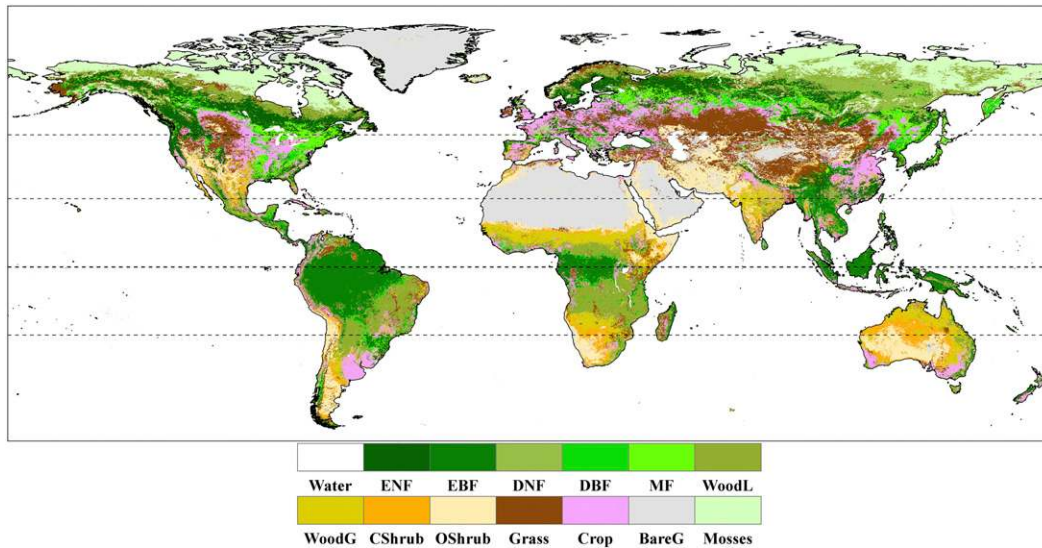 Water ENF EBF DNF DBF MF WoodL
WoodG CShrub OShrub Grass Crop BareG Mosses